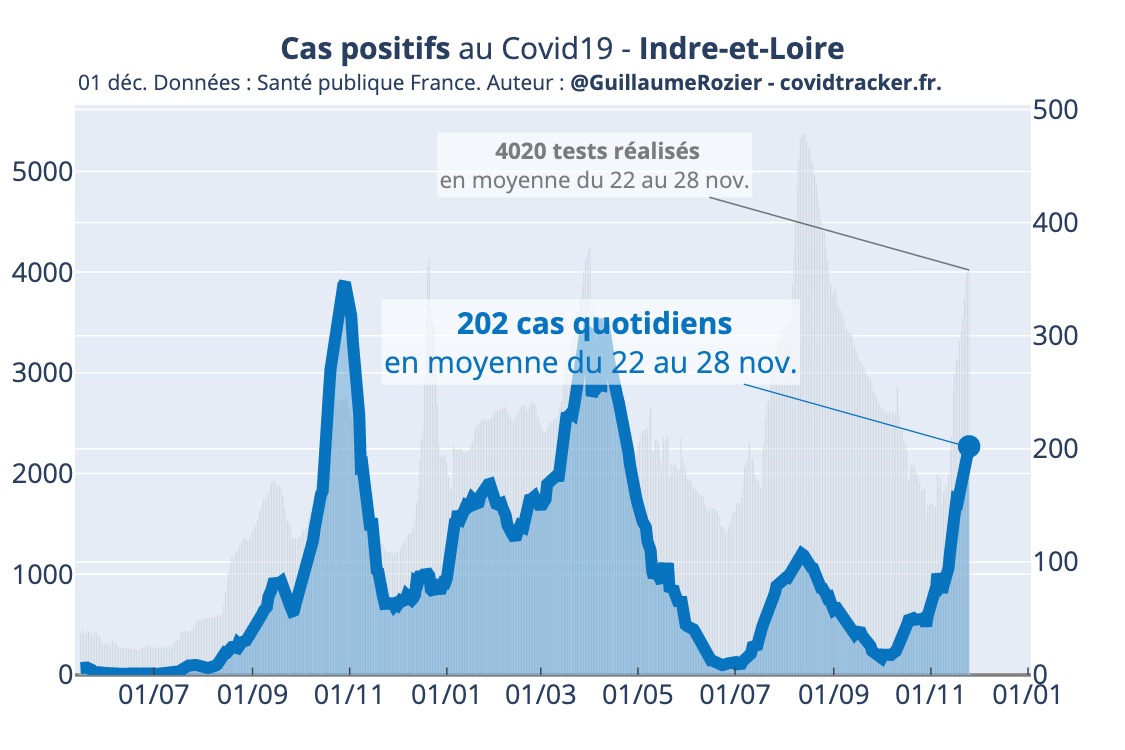 Cas positifs au Covid19 - Indre-et-Loire
01 déc. Données : Santé publique France. Auteur : @GuillaumeRozier - covidtracker.fr.
500
4020 tests réalisés
en moyenne du 22 au 28 nov.
5000
400
4000
202 cas quotidiens
en moyenne du 22 au 28 nov.
300
3000
200
2000
100
1000
0
0
01/07 01/09 01/11 01/01 01/03 01/05 01/07 01/09 01/11 01/01